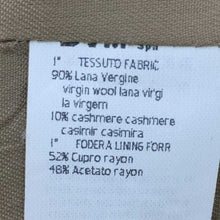 SpA
1° TESSUTO FABRIC
90% Lana Vergine
virgin wool lana virgi
la virgem
10% cashmere cashmere
casimir casimira
1° FODERA LINING FORR
52% Cupro rayon
48% Acetato rayon